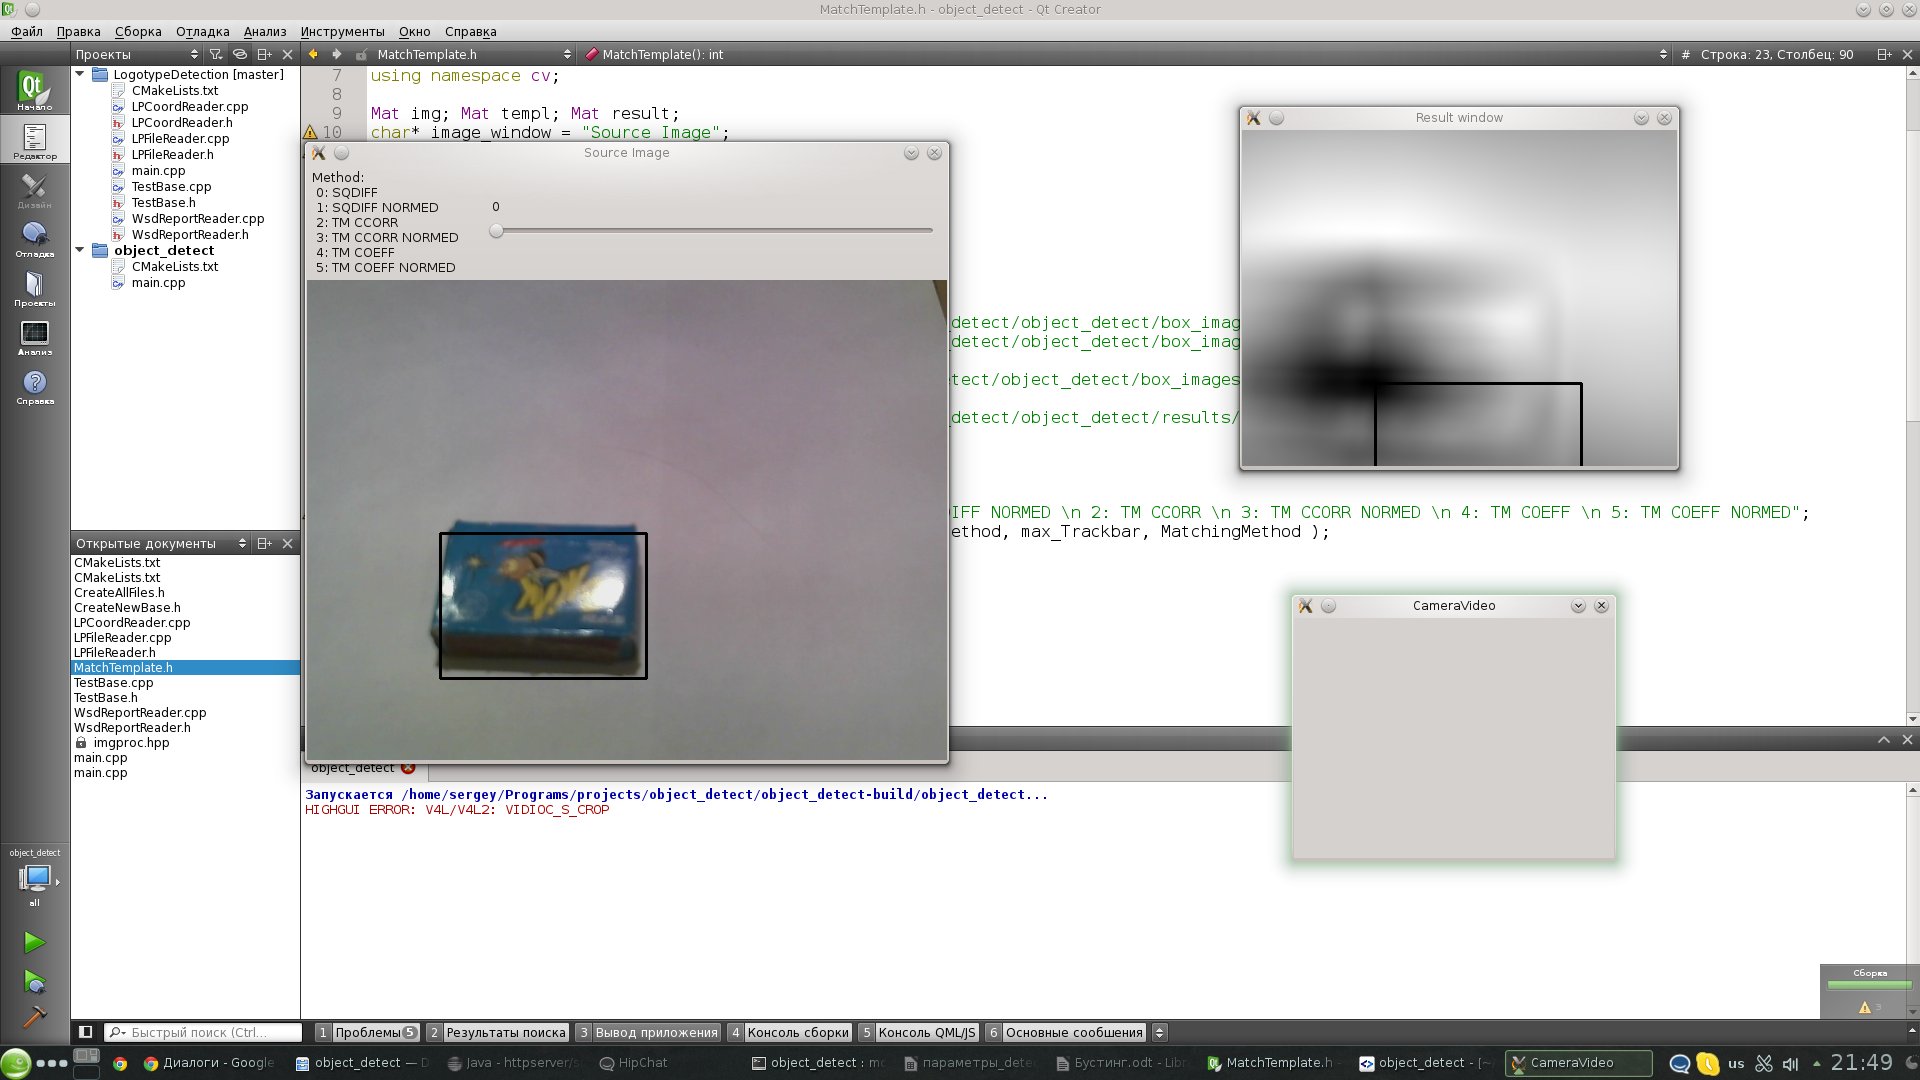 MatchTemplate.h - object_detect - Qt Creator
Файл Правка Сборка Отладка Анализ Инструменты Окно Справка
Проекты
MatchTemplate.h
MatchTemplate(): int
# Строка: 23, Столбец: 90
Начало
Редактор
Дизайн
Отладка
Проекты
Анализ
Справка
LogotypeDetection [master]
CMakeLists.txt
LPCoordReader.cpp
LPCoordReader.h
LPFileReader.cpp
LPFileReader.h
main.cpp
TestBase.cpp
TestBase.h
WsdReportReader.cpp
WsdReportReader.h
object_detect
CMakeLists.txt
main.cpp
7 using namespace cv;
8
9 Mat img; Mat templ; Mat result;
10 char* image_window = "Source Image";
Source Image
Method:
0: SQDIFF
1: SQDIFF NORMED
2: TM CCORR
3: TM CCORR NORMED
4: TM COEFF
5: TM COEFF NORMED
0
detect/object_detect/box_imag
detect/object_detect/box_imag
tect/object_detect/box_images
detect/object_detect/results/
IFF NORMED \n 2: TM CCORR \n 3: TM CCORR NORMED \n 4: TM COEFF \n 5: TM COEFF NORMED";
ethod, max_Trackbar, MatchingMethod );
Result window
CameraVideo
Открытые документы
CMakeLists.txt
CMakeLists.txt
CreateAllFiles.h
CreateNewBase.h
LPCoordReader.cpp
LPFileReader.cpp
LPFileReader.h
MatchTemplate.h
TestBase.cpp
TestBase.h
WsdReportReader.cpp
WsdReportReader.h
imgproc.hpp
main.cpp
main.cpp
object_detect
Запускается /home/sergey/Programs/projects/object_detect/object_detect-build/object_detect...
HIGHGUI ERROR: V4L/V4L2: VIDIOC_S_CROP
object_detect
all
Сборка
3
Быстрый поиск (Ctrl...
1 Проблемы 5
2 Результаты поиска
3 Вывод приложения
4 Консоль сборки
5 Консоль QML/JS
6 Основные сообщения
Диалоги - Google
object_detect —
Java - httpserver/s
HipChat
object_detect : mc
параметры_dete
Бустинг.odt - Libr
MatchTemplate.h -
object_detect - [~
CameraVideo
us
21:49